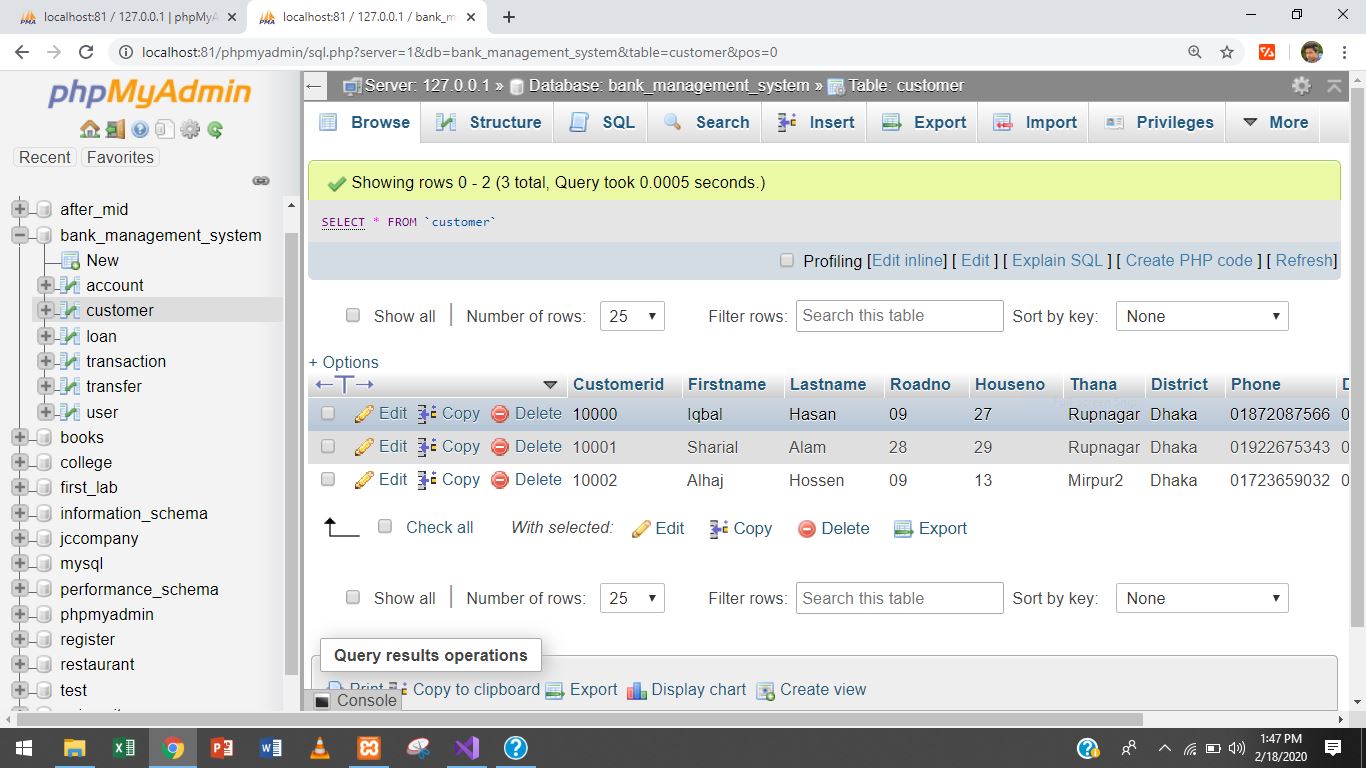 localhost:81 / 127.0.0.1 | phpMyA
localhost:81 / 127.0.0.1 / bank_m
localhost:81/phpmyadmin/sql.php?server=1&db=bank_management_system&table=customer&pos=0
phpMyAdmin
Recent Favorites
after_mid
bank_management_system
New
account
customer
loan
transaction
transfer
user
books
college
first_lab
information_schema
jccompany
mysql
performance_schema
phpmyadmin
register
restaurant
test
Server: 127.0.0.1 » Database: bank_management_system » Table: customer
Browse Structure SQL Search Insert Export Import Privileges More
Showing rows 0 - 2 (3 total, Query took 0.0005 seconds.)
SELECT * FROM `customer`
Profiling [Edit inline] [ Edit ] [ Explain SQL ] [ Create PHP code ] [ Refresh]
Show all | Number of rows: 25 Filter rows: Search this table Sort by key: None
+ Options
Customerid Firstname Lastname Roadno Houseno Thana District Phone D
Edit Copy Delete 10000 Iqbal Hasan 09 27 Rupnagar Dhaka 01872087566 0
Edit Copy Delete 10001 Sharial Alam 28 29 Rupnagar Dhaka 01922675343 0
Edit Copy Delete 10002 Alhaj Hossen 09 13 Mirpur2 Dhaka 01723659032 0
Check all With selected: Edit Copy Delete Export
Show all | Number of rows: 25 Filter rows: Search this table Sort by key: None
Query results operations
Print Copy to clipboard Export Display chart Create view
Console
1:47 PM
2/18/2020